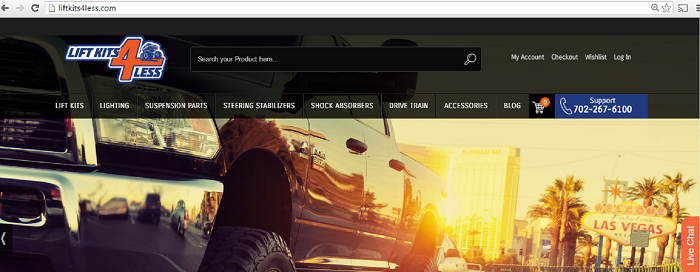 liftkits4less.com
LIFT KITS
4
LESS
Search your Product here...
My Account Checkout Wishlist Log In
LIFT KITS LIGHTING SUSPENSION PARTS STEERING STABILIZERS SHOCK ABSORBERS DRIVE TRAIN ACCESSORIES BLOG
0
Support
702-267-6100
WELCOME
Fabulous
LAS VEGAS
Live Chat